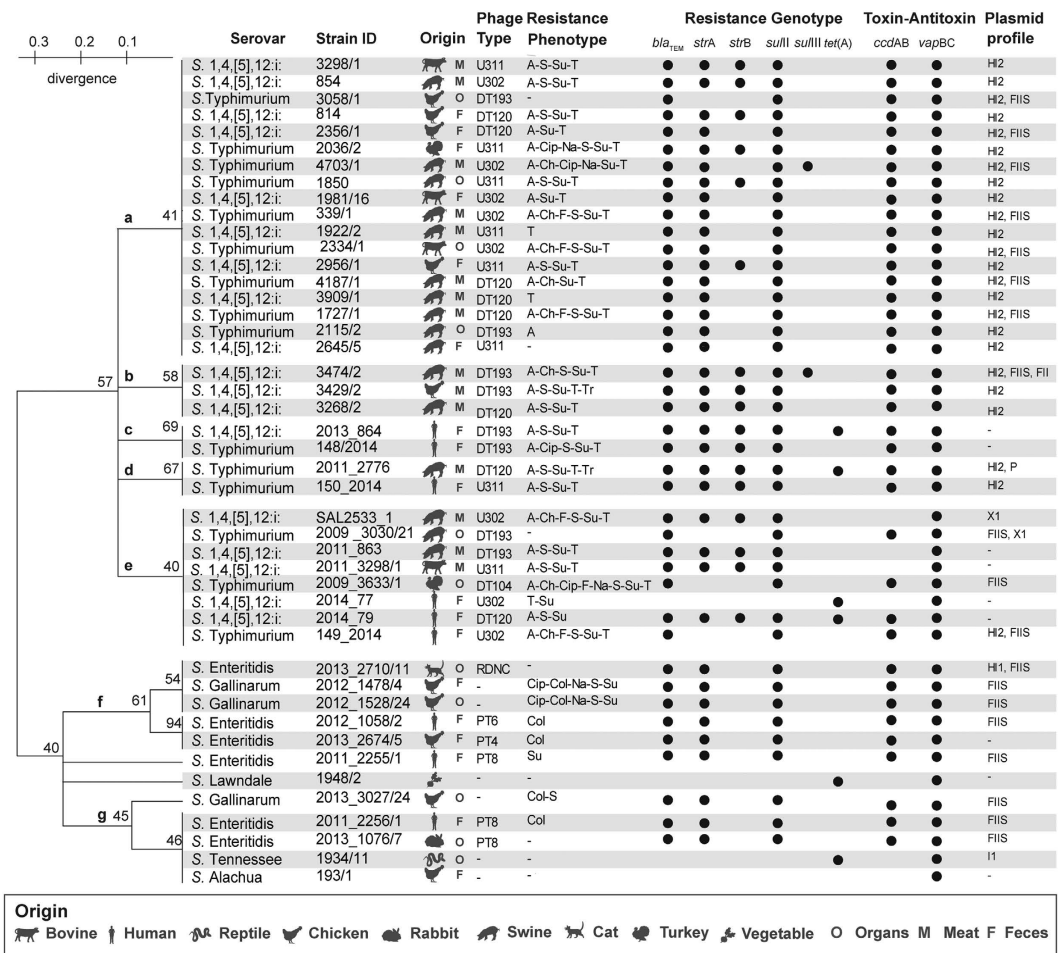 Phage Resistance Resistance Genotype Toxin-Antitoxin Plasmid
0.3 0.2 0.1 Serovar Strain ID Origin Type Phenotype blaTEM strA strB sulII sulIII tet(A) ccdAB vapBC profile
divergence
S. 1,4,[5],12:i: 3298/1 M U311 A-S-Su-T HI2
S. 1,4,[5],12:i: 854 M U302 A-S-Su-T HI2
S.Typhimurium 3058/1 O DT193 - HI2, FIIS
S. 1,4,[5],12:i: 814 F DT120 A-S-Su-T HI2
S. 1,4,[5],12:i: 2356/1 F DT120 A-Su-T HI2, FIIS
S. Typhimurium 2036/2 F U311 A-Cip-Na-S-Su-T HI2
S. Typhimurium 4703/1 M U302 A-Ch-Cip-Na-Su-T HI2, FIIS
S. Typhimurium 1850 O U311 A-S-Su-T HI2
S. 1,4,[5],12:i: 1981/16 F U302 A-Su-T HI2
a 41 S. Typhimurium 339/1 M U302 A-Ch-F-S-Su-T HI2, FIIS
S. 1,4,[5],12:i: 1922/2 M U311 T HI2
S. Typhimurium 2334/1 O U302 A-Ch-F-S-Su-T HI2, FIIS
S. 1,4,[5],12:i: 2956/1 F U311 A-S-Su-T HI2
S. Typhimurium 4187/1 M DT120 A-Ch-Su-T HI2, FIIS
S. 1,4,[5],12:i: 3909/1 M DT120 T HI2
S. 1,4,[5],12:i: 1727/1 M DT120 A-Ch-F-S-Su-T HI2, FIIS
S. Typhimurium 2115/2 O DT193 A HI2
S. 1,4,[5],12:i: 2645/5 F U311 - HI2
57 b 58 S. 1,4,[5],12:i: 3474/2 M DT193 A-Ch-S-Su-T HI2, FIIS, FII
S. 1,4,[5],12:i: 3429/2 M DT193 A-S-Su-T-Tr HI2
S. 1,4,[5],12:i: 3268/2 M DT120 A-S-Su-T HI2
c 69 S. 1,4,[5],12:i: 2013_864 F DT193 A-S-Su-T -
S. Typhimurium 148/2014 F DT193 A-Cip-S-Su-T -
d 67 S. Typhimurium 2011_2776 M DT120 A-S-Su-T-Tr HI2, P
S. Typhimurium 150_2014 F U311 A-S-Su-T HI2
S. 1,4,[5],12:i: SAL2533_1 M U302 A-Ch-F-S-Su-T X1
S. Typhimurium 2009_3030/21 O DT193 - FIIS, X1
S. 1,4,[5],12:i: 2011_863 M DT193 A-S-Su-T -
e 40 S. 1,4,[5],12:i: 2011_3298/1 M U311 A-S-Su-T -
S. Typhimurium 2009_3633/1 O DT104 A-Ch-Cip-F-Na-S-Su-T FIIS
S. 1,4,[5],12:i: 2014_77 F U302 T-Su -
S. 1,4,[5],12:i: 2014_79 F DT120 A-S-Su -
S. Typhimurium 149_2014 F U302 A-Ch-F-S-Su-T HI2, FIIS
54 S. Enteritidis 2013_2710/11 O RDNC - HI1, FIIS
S. Gallinarum 2012_1478/4 F - Cip-Col-Na-S-Su FIIS
f 61 S. Gallinarum 2012_1528/24 O - Cip-Col-Na-S-Su FIIS
94 S. Enteritidis 2012_1058/2 F PT6 Col FIIS
S. Enteritidis 2013_2674/5 F PT4 Col -
40 S. Enteritidis 2011_2255/1 F PT8 Su FIIS
S. Lawndale 1948/2 - - -
S. Gallinarum 2013_3027/24 O - Col-S FIIS
g 45 S. Enteritidis 2011_2256/1 F PT8 Col FIIS
46 S. Enteritidis 2013_1076/7 O PT8 - FIIS
S. Tennessee 1934/11 O - - I1
S. Alachua 193/1 F - - -
Origin
Bovine Human Reptile Chicken Rabbit Swine Cat Turkey Vegetable O Organs M Meat F Feces